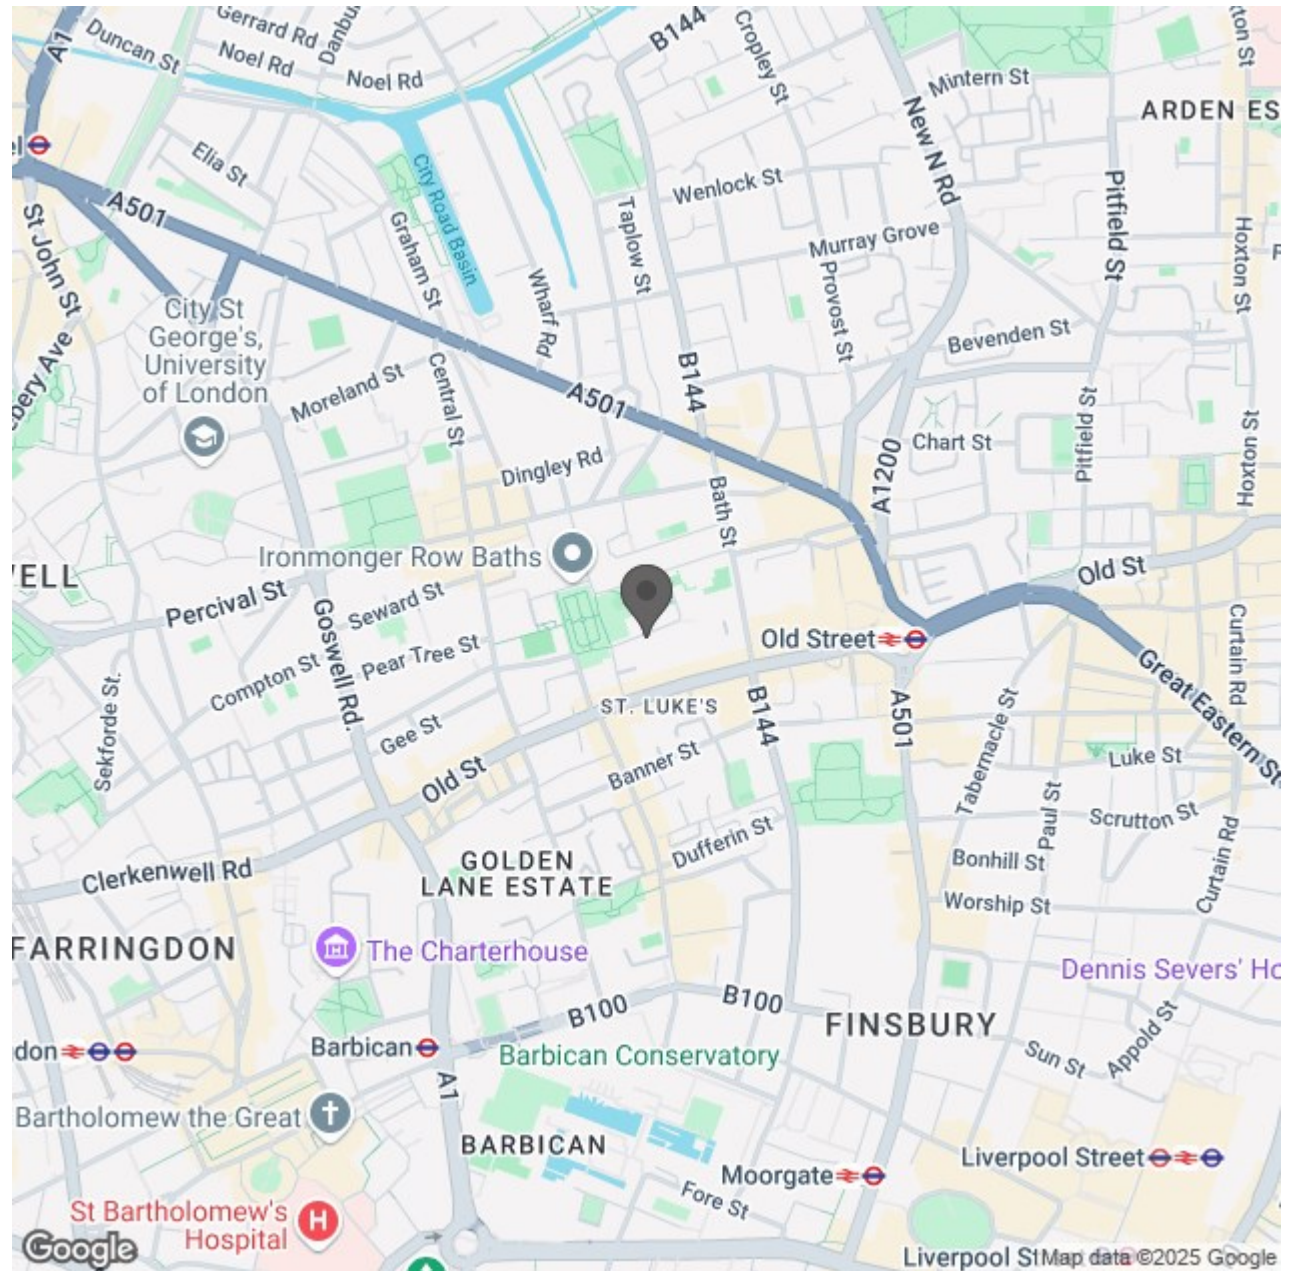 Gerrard Rd
Danbu
B144
Cropley St
A1
Duncan St
Noel Rd
Noel Rd
Mintern St
New N Rd
ARDEN ES
el
Elia St
City Road Basin
Wenlock St
Pitfield St
A501
Taplow St
St John St
Graham St
Murray Grove
Hoxton St
Wharf Rd
Provost St
City St
George's,
University
of London
Bevenden St
Moreland St
Central St
B144
A501
Pitfield St
Chart St
A1200
Hoxton St
Dingley Rd
Bath St
Ironmonger Row Baths
Old St
Percival St
Seward St
Goswell Rd.
Curtain Rd
Old Street
Pear Tree St
Compton St
Great Eastern St
Sekforde St.
ST. LUKE'S
B144
A501
Gee St
Tabernacle St
Luke St
Banner St
Old St
Paul St
Scrutton St
Dufferin St
Clerkenwell Rd
GOLDEN
LANE ESTATE
Bonhill St
Curtain Rd
Worship St
FARRINGDON
The Charterhouse
Dennis Severs' Ho
B100
B100
FINSBURY
Appold St
Sun St
don
Barbican
Barbican Conservatory
A1
Bartholomew the Great
BARBICAN
Moorgate
Liverpool Street
Fore St
St Bartholomew's
Hospital
Google
Liverpool St
Map data ©2025 Google